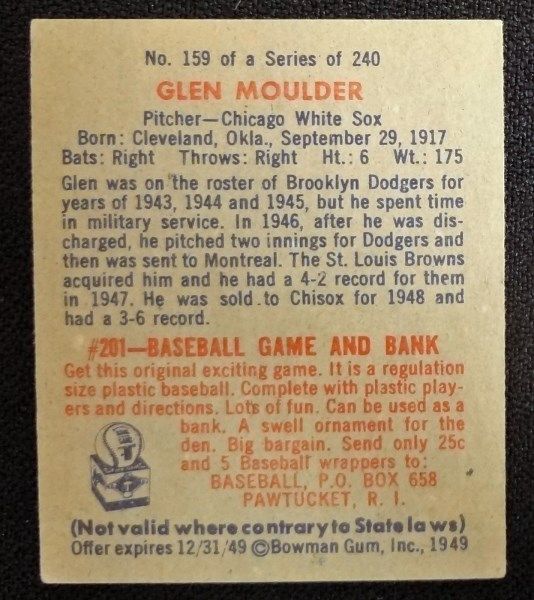 No. 159 of a Series of 240
GLEN MOULDER
Pitcher—Chicago White Sox
Born: Cleveland, Okla., September 29, 1917
Bats: Right Throws: Right Ht.: 6 Wt.: 175
Glen was on the roster of Brooklyn Dodgers for
years of 1943, 1944 and 1945, but he spent time
in military service. In 1946, after he was dis-
charged, he pitched two innings for Dodgers and
then was sent to Montreal. The St. Louis Browns
acquired him and he had a 4-2 record for them
in 1947. He was sold to Chisox for 1948 and
had a 3-6 record.
#201—BASEBALL GAME AND BANK
Get this original exciting game. It is a regulation
size plastic baseball. Complete with plastic play-
ers and directions. Lots of fun. Can be used as a
bank. A swell ornament for the
den. Big bargain. Send only 25c
and 5 Baseball wrappers to:
BASEBALL, P.O. BOX 658
PAWTUCKET, R. I.
(Not valid where contrary to State laws)
Offer expires 12/31/49 ©Bowman Gum, Inc., 1949